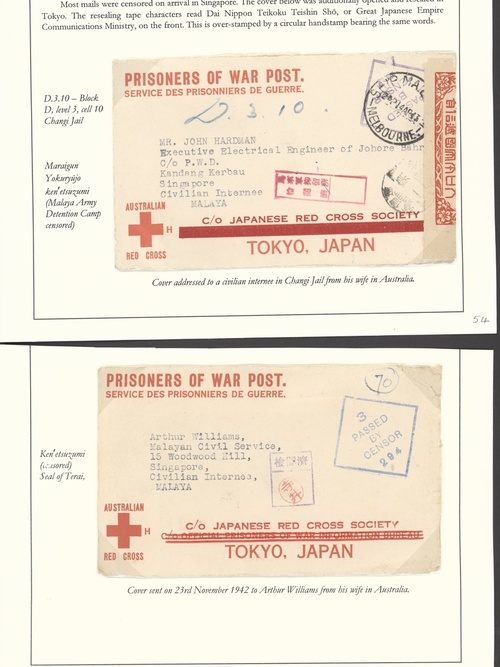 Most mails were censored on arrival in Singapore. The cover below was additionally opened and resealed in
Tokyo. The resealing tape characters read Dai Nippon Teikoku Teishin Shō, or Great Japanese Empire
Communications Ministry, on the front. This is over-stamped by a circular handstamp bearing the same words.
D.3.10 – Block
D, level 3, cell 10
Changi Jail
Maraigun
Yokuryūjo
ken'etsuzumi
(Malaya Army
Detention Camp
censored)
PRISONERS OF WAR POST.
SERVICE DES PRISONNIERS DE GUERRE.
D.3.10.
MELBOURNE
MR. JOHN HARDMAN
Executive Electrical Engineer of Johore Bahr
C/o P.W.D.
Kandang Kerbau
Singapore
Civilian Internee
MALAYA
AUSTRALIAN
H
RED CROSS
C/o JAPANESE RED CROSS SOCIETY
TOKYO, JAPAN
Cover addressed to a civilian internee in Changi Jail from his wife in Australia.
54
PRISONERS OF WAR POST.
SERVICE DES PRISONNIERS DE GUERRE.
70
3
PASSED
BY
CENSOR
294
Ken'etsuzumi
(censored)
Seal of Terai,
Arthur Williams,
Malayan Civil Service,
15 Woodwood Hill,
Singapore,
Civilian Internee,
MALAYA
AUSTRALIAN
H
RED CROSS
C/o JAPANESE RED CROSS SOCIETY
C/o OFFICIAL PRISONERS OF WAR INFORMATION BUREAU
TOKYO, JAPAN
Cover sent on 23rd November 1942 to Arthur Williams from his wife in Australia.